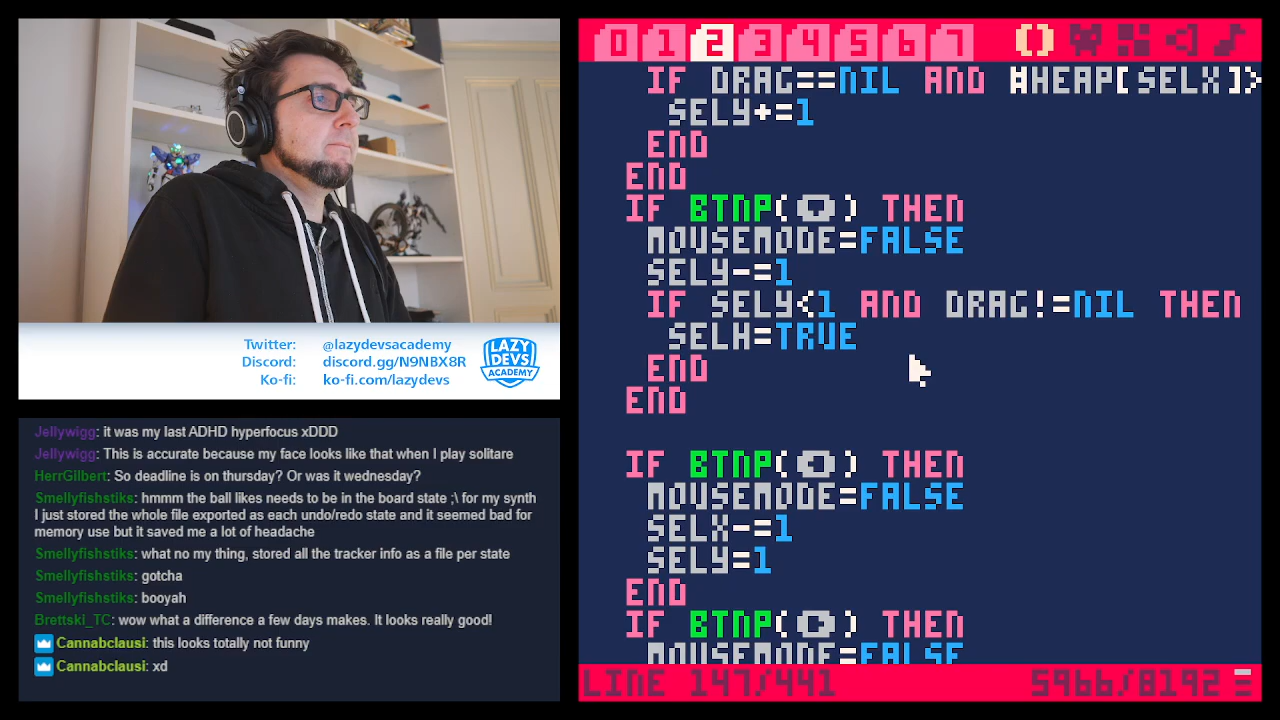 Twitter: @lazydevsacademy
Discord: discord.gg/N9NBX8R
Ko-fi: ko-fi.com/lazydevs
LAZY
DEVS
ACADEMY
Jellywigg: it was my last ADHD hyperfocus xDDD
Jellywigg: This is accurate because my face looks like that when I play solitare
HerrGilbert: So deadline is on thursday? Or was it wednesday?
Smellyfishstiks: hmmm the ball likes needs to be in the board state ;\ for my synth
I just stored the whole file exported as each undo/redo state and it seemed bad for
memory use but it saved me a lot of headache
Smellyfishstiks: what no my thing, stored all the tracker info as a file per state
Smellyfishstiks: gotcha
Smellyfishstiks: booyah
Brettski_TC: wow what a difference a few days makes. It looks really good!
Cannabclausi: this looks totally not funny
Cannabclausi: xd
0 1 2 3 4 5 6 7 ()
IF DRAG==NIL AND #HEAP[SELX]>
SELY+=1
END
END
IF BTNP(⬆️) THEN
MOUSEMODE=FALSE
SELY-=1
IF SELY<1 AND DRAG!=NIL THEN
SELH=TRUE
END
END
IF BTNP(⬅️) THEN
MOUSEMODE=FALSE
SELX-=1
SELY=1
END
IF BTNP(➡️) THEN
MOUSEMODE=FALSE
LINE 147/441
5966/8192